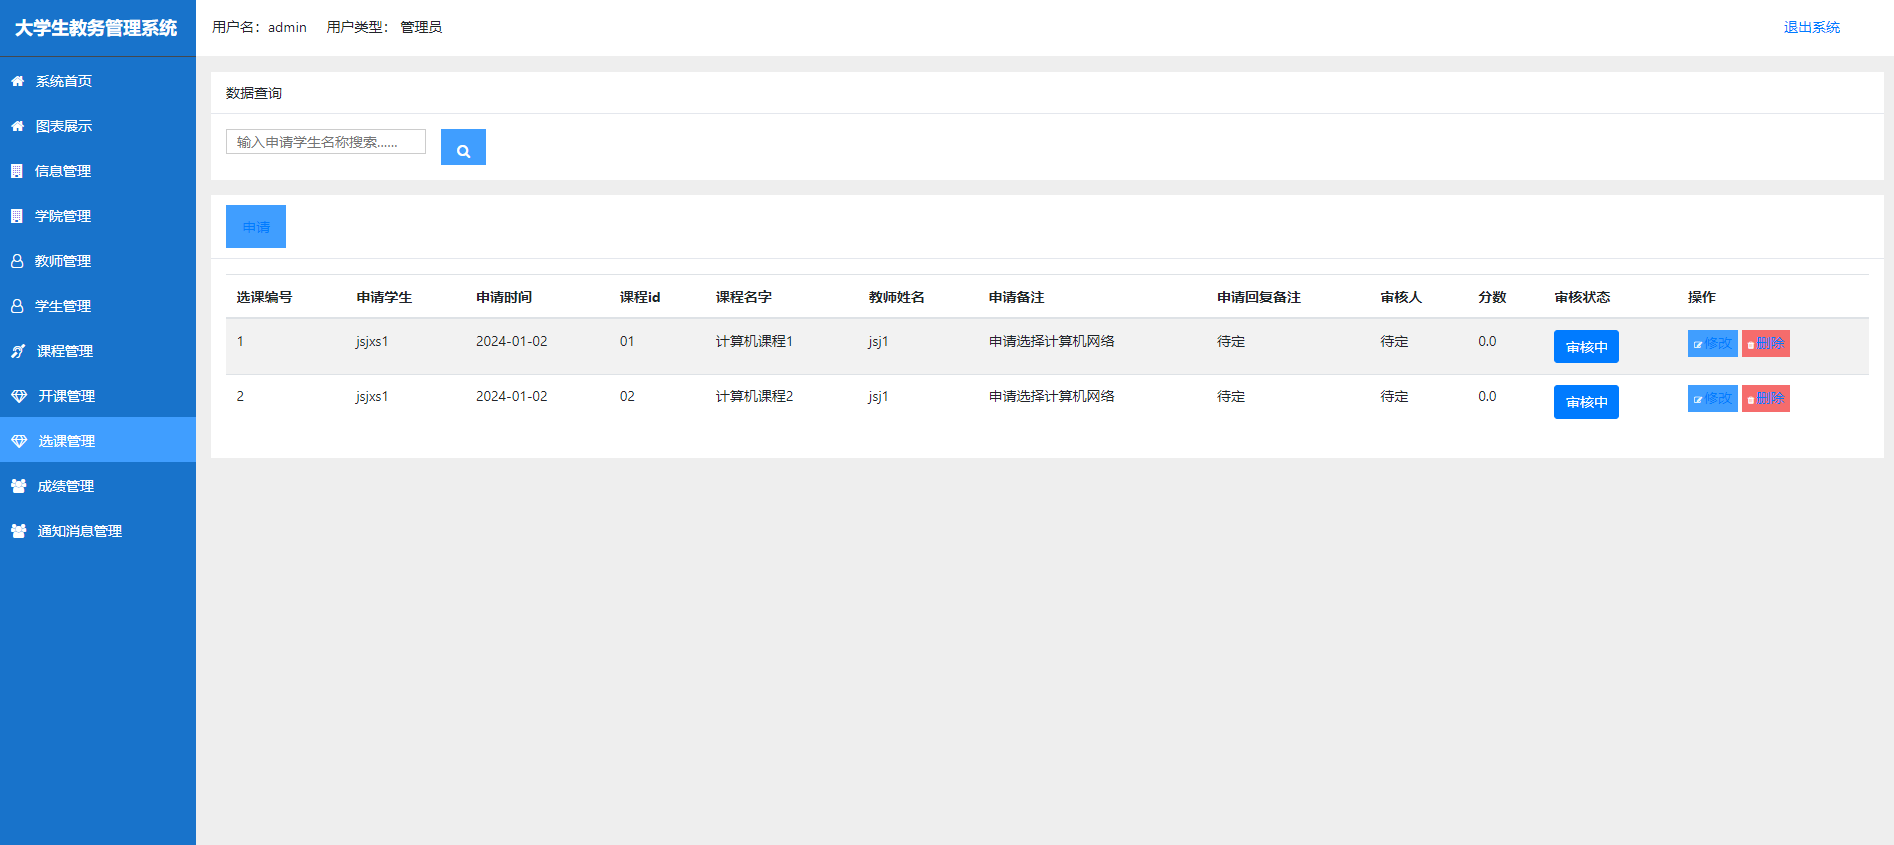 大学生教务管理系统
用户名：admin 用户类型： 管理员
退出系统
系统首页
图表展示
信息管理
学院管理
教师管理
学生管理
课程管理
开课管理
选课管理
成绩管理
通知消息管理
数据查询
输入申请学生名称搜索......
申请
选课编号 申请学生 申请时间 课程id 课程名字 教师姓名 申请备注 申请回复备注 审核人 分数 审核状态 操作
1 jsjxs1 2024-01-02 01 计算机课程1 jsj1 申请选择计算机网络 待定 待定 0.0 审核中 修改 删除
2 jsjxs1 2024-01-02 02 计算机课程2 jsj1 申请选择计算机网络 待定 待定 0.0 审核中 修改 删除